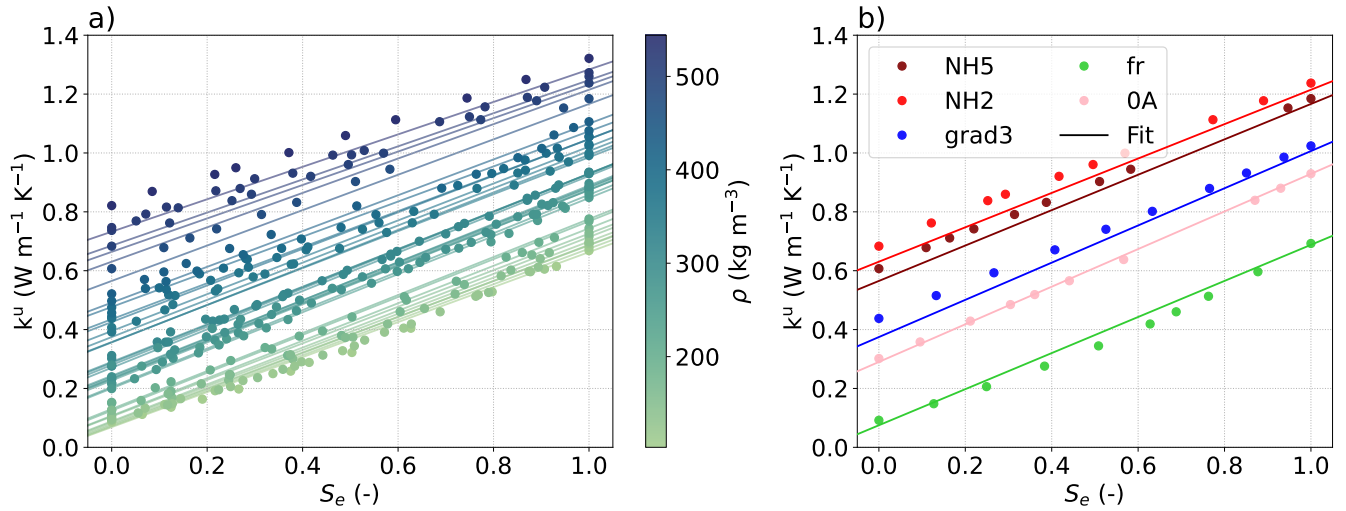 a)
kᵘ (W m⁻¹ K⁻¹)
1.4
1.2
1.0
0.8
0.6
0.4
0.2
0.0
0.0 0.2 0.4 0.6 0.8 1.0
Sₑ (-)
500
400
300
200
ρ (kg m⁻³)
b)
kᵘ (W m⁻¹ K⁻¹)
1.4
1.2
1.0
0.8
0.6
0.4
0.2
0.0
NH5 fr
NH2 0A
grad3 Fit
0.0 0.2 0.4 0.6 0.8 1.0
Sₑ (-)